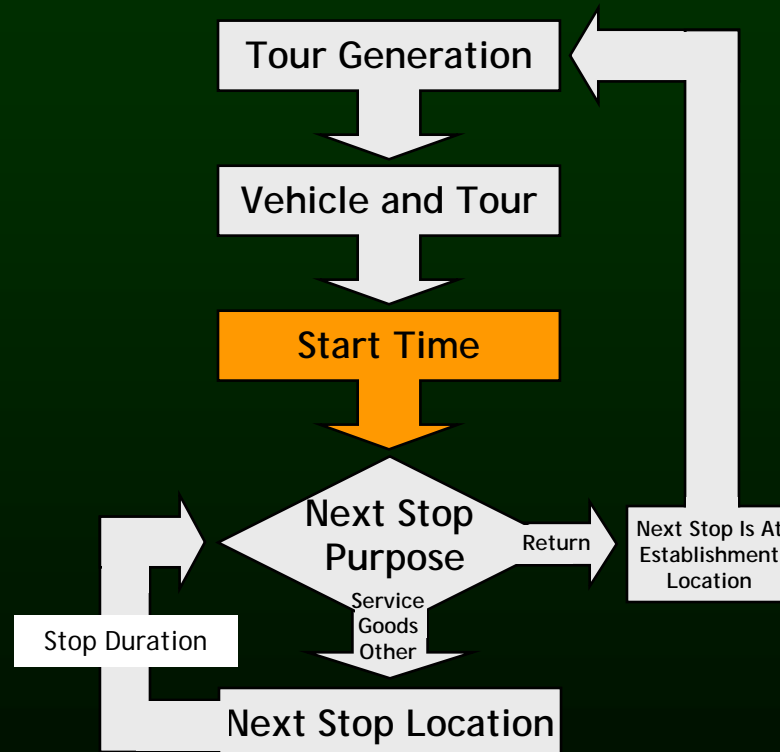 Tour Generation
Vehicle and Tour
Start Time
Next Stop
Purpose
Return
Next Stop Is At
Establishment
Location
Service
Goods
Other
Stop Duration
Next Stop Location